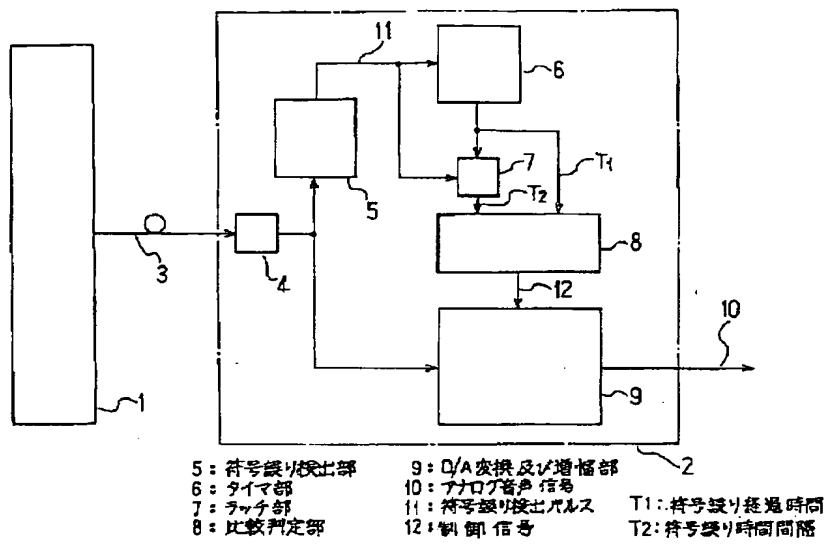 11
6
7
T1
T2
5
8
3
4
12
10
9
1
2
5：符号誤り検出部
6：タイマ部
7：ラッチ部
8：比較判定部
9：D/A変換及び増幅部
10：アナログ音声信号
11：符号誤り検出パルス
12：制御信号
T1：符号誤り経過時間
T2：符号誤り時間間隔